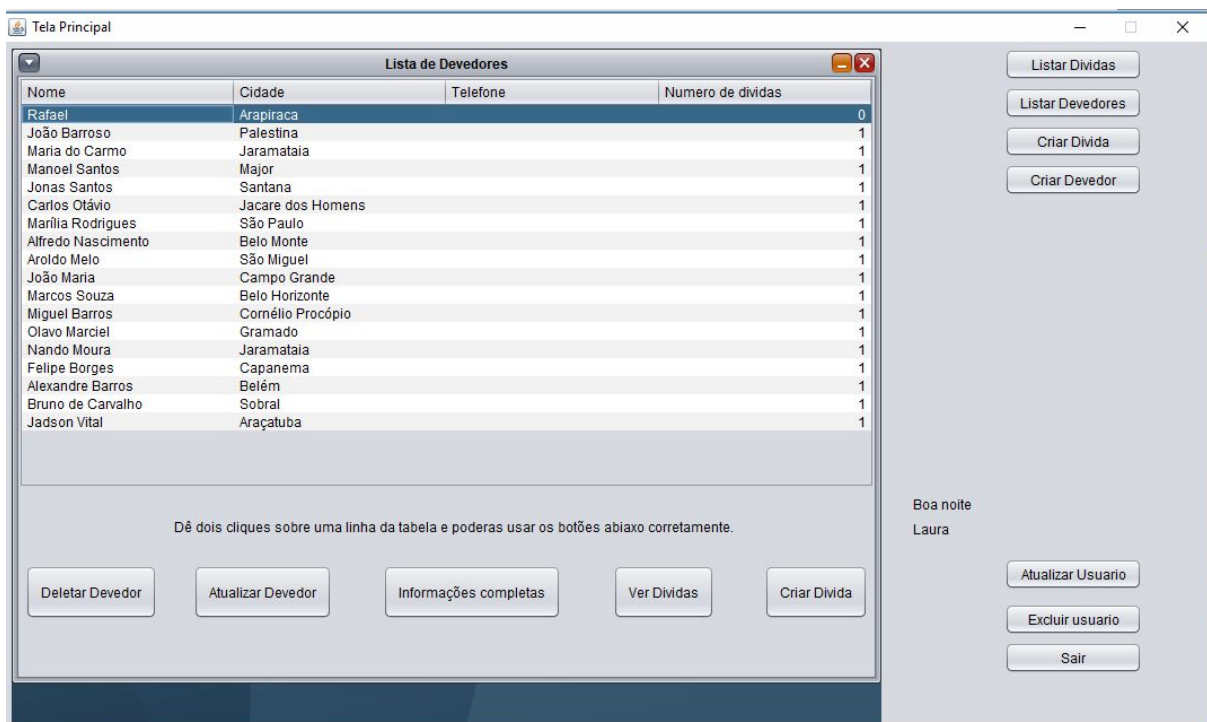 Tela Principal
Lista de Devedores
Nome Cidade Telefone Numero de dividas
Rafael Arapiraca 0
João Barroso Palestina 1
Maria do Carmo Jaramataia 1
Manoel Santos Major 1
Jonas Santos Santana 1
Carlos Otávio Jacare dos Homens 1
Marília Rodrigues São Paulo 1
Alfredo Nascimento Belo Monte 1
Aroldo Melo São Miguel 1
João Maria Campo Grande 1
Marcos Souza Belo Horizonte 1
Miguel Barros Cornélio Procópio 1
Olavo Marciel Gramado 1
Nando Moura Jaramataia 1
Felipe Borges Capanema 1
Alexandre Barros Belém 1
Bruno de Carvalho Sobral 1
Jadson Vital Araçatuba 1
Dê dois cliques sobre uma linha da tabela e poderas usar os botões abiaxo corretamente.
Deletar Devedor Atualizar Devedor Informações completas Ver Dividas Criar Divida
Listar Dividas
Listar Devedores
Criar Divida
Criar Devedor
Boa noite
Laura
Atualizar Usuario
Excluir usuario
Sair